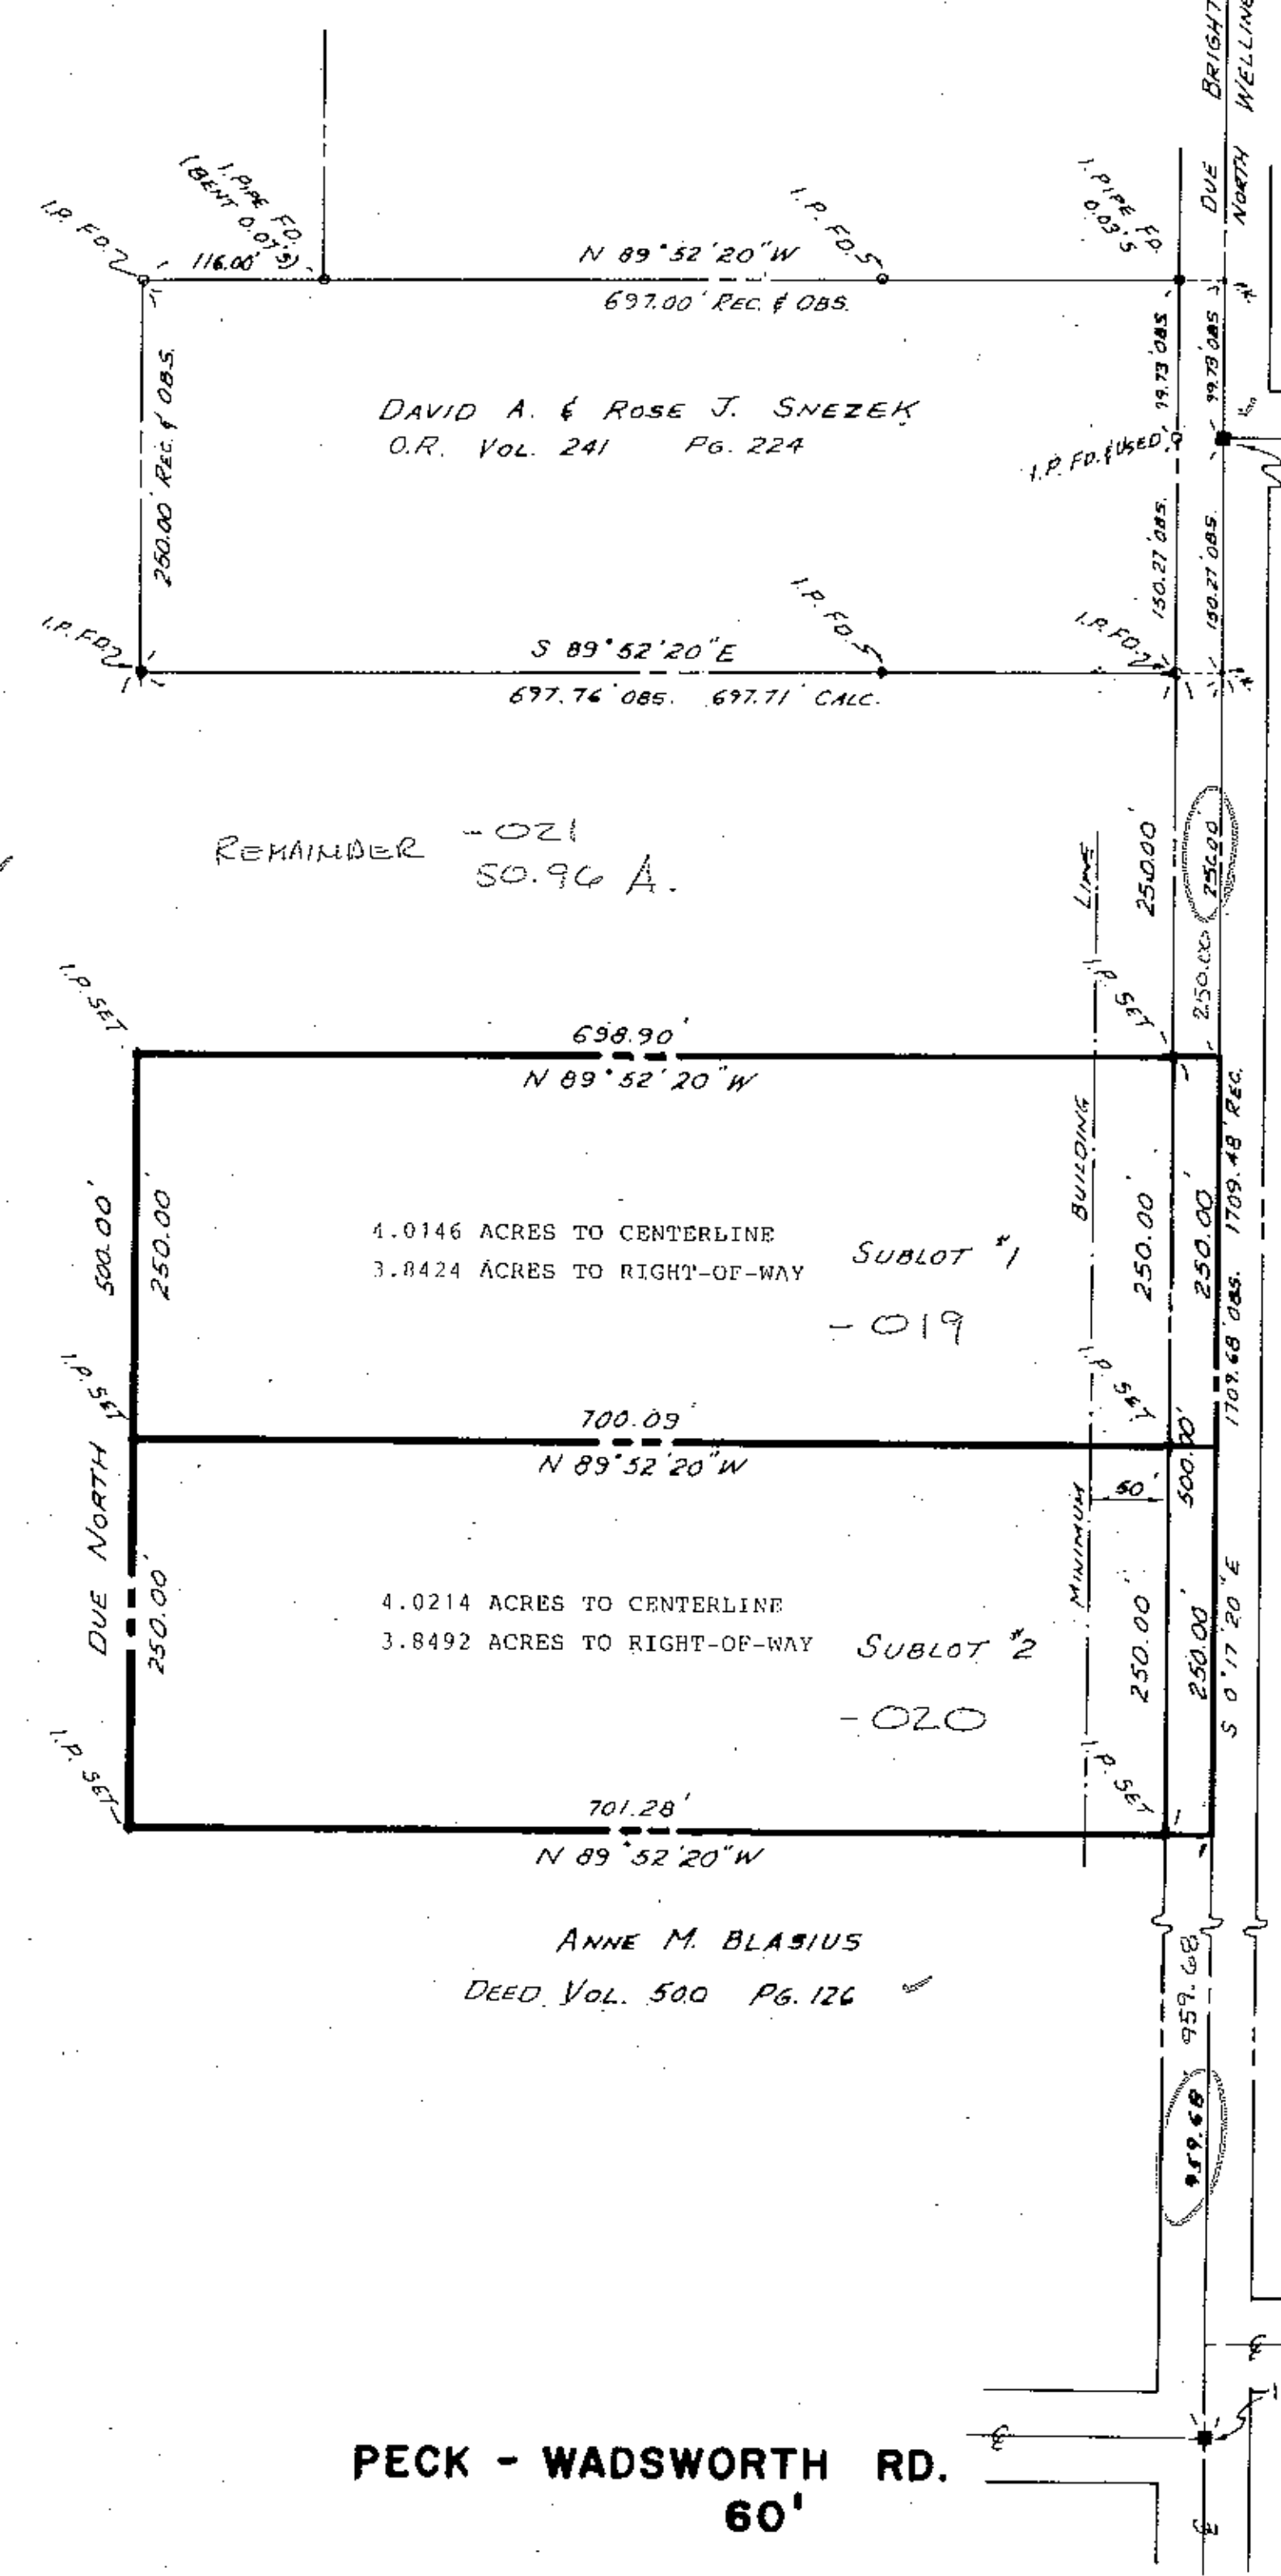 BRIGHT
WELLING
DUE
NORTH
I.PIPE FD.
(BENT 0.07'S)
I.P. FD.
116.00'
N 89°52'20"W
697.00' REC. & OBS.
I.P. FD.
I.PIPE FD.
0.03'S
250.00' REC. & OBS.
99.73' OBS.
99.73' OBS
DAVID A. & ROSE J. SNEZEK
O.R. VOL. 241 PG. 224
I.P. FD. & USED
150.27' OBS.
150.27' OBS.
I.P. FD.
I.P. FD.
I.P. FD.
S 89°52'20"E
697.76' OBS. 697.71' CALC.
REMAINDER -021
50.96 A.
250.00'
250.00
I.P. SET
I.P. SET
698.90'
N 89°52'20"W
MINIMUM BUILDING LINE
500.00'
250.00'
4.0146 ACRES TO CENTERLINE
3.8424 ACRES TO RIGHT-OF-WAY
SUBLOT #1
-019
250.00'
250.00'
1709.68' OBS. 1709.48' REC.
I.P. SET
I.P. SET
700.09'
N 89°52'20"W
50'
500.00'
DUE NORTH
250.00'
4.0214 ACRES TO CENTERLINE
3.8492 ACRES TO RIGHT-OF-WAY
SUBLOT #2
-020
250.00'
250.00'
S 0°17'20"E
I.P. SET
I.P. SET
701.28'
N 89°52'20"W
ANNE M. BLASIUS
DEED VOL. 500 PG. 126
959.68
959.68
PECK - WADSWORTH RD.
60'